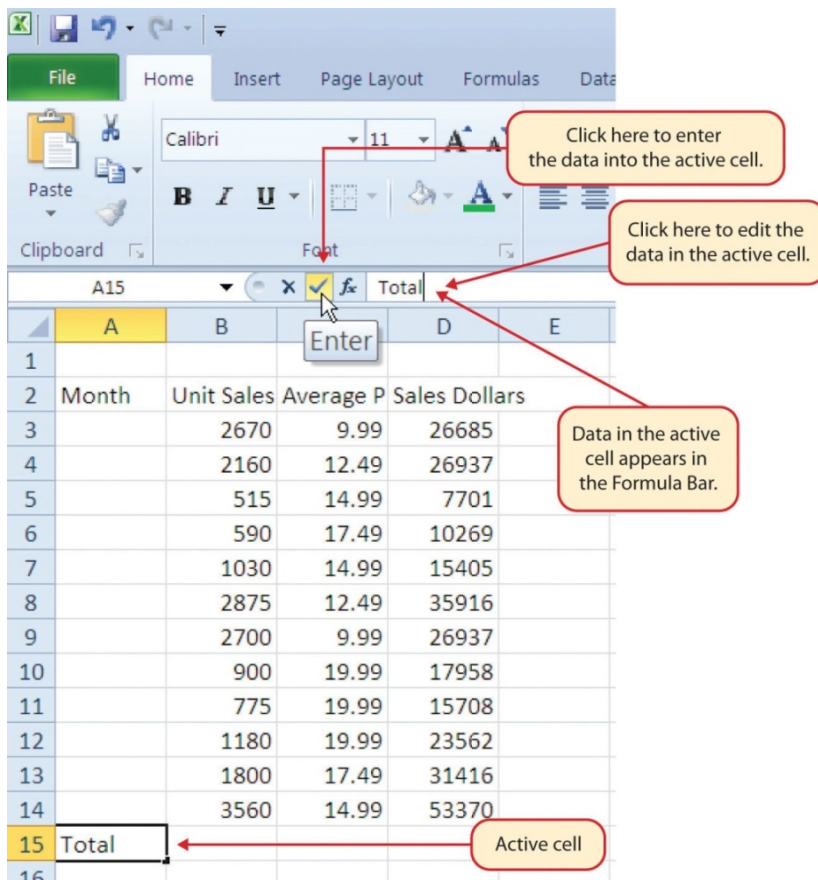 File Home Insert Page Layout Formulas Data
Calibri 11 A A
Click here to enter
the data into the active cell.
Paste
B I U A
Click here to edit the
data in the active cell.
Clipboard Font
A15 fx Total
Enter
A B D E
1
2 Month Unit Sales Average P Sales Dollars
3 2670 9.99 26685
4 2160 12.49 26937
5 515 14.99 7701
6 590 17.49 10269
7 1030 14.99 15405
8 2875 12.49 35916
9 2700 9.99 26937
10 900 19.99 17958
11 775 19.99 15708
12 1180 19.99 23562
13 1800 17.49 31416
14 3560 14.99 53370
15 Total
16
Data in the active
cell appears in
the Formula Bar.
Active cell